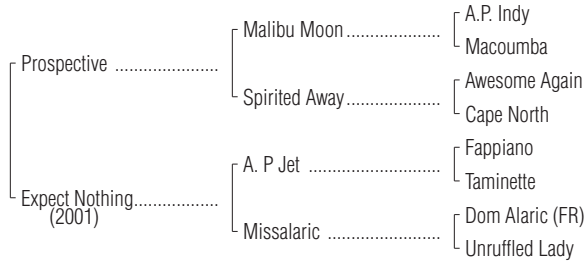 A.P. Indy
Malibu Moon ....................
Macoumba
Prospective ......................
Awesome Again
Spirited Away....................
Cape North
Fappiano
A. P Jet ............................
Taminette
Expect Nothing..................
(2001)
Dom Alaric (FR)
Missalaric .........................
Unruffled Lady